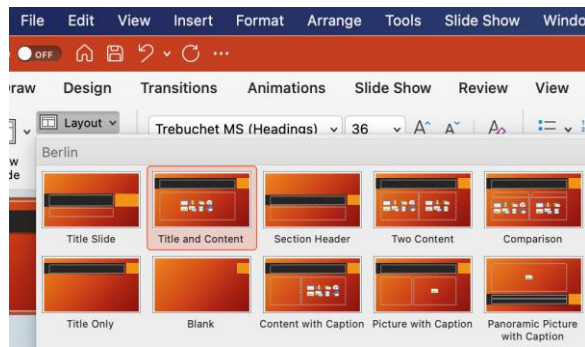 File Edit View Insert Format Arrange Tools Slide Show Windo
OFF
raw Design Transitions Animations Slide Show Review View
Layout Trebuchet MS (Headings) 36 A A A
w
de
Berlin
Title Slide Title and Content Section Header Two Content Comparison
Title Only Blank Content with Caption Picture with Caption Panoramic Picture
with Caption